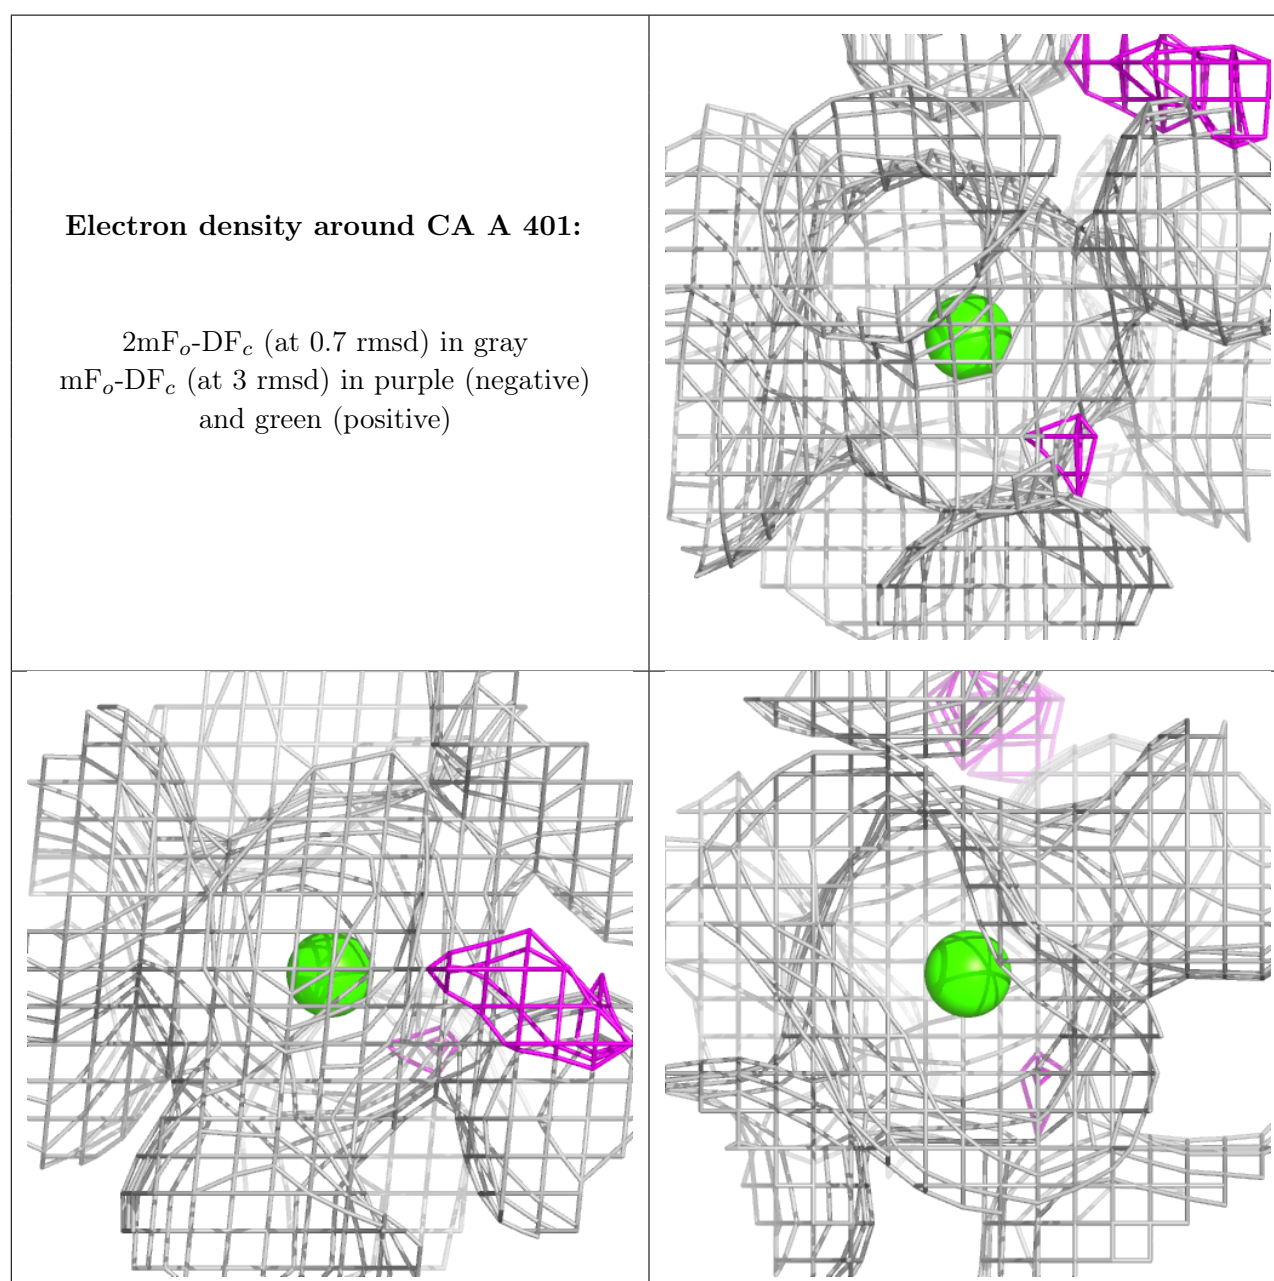 Electron density around CA A 401:
2mFo-DFc (at 0.7 rmsd) in gray
mFo-DFc (at 3 rmsd) in purple (negative)
and green (positive)